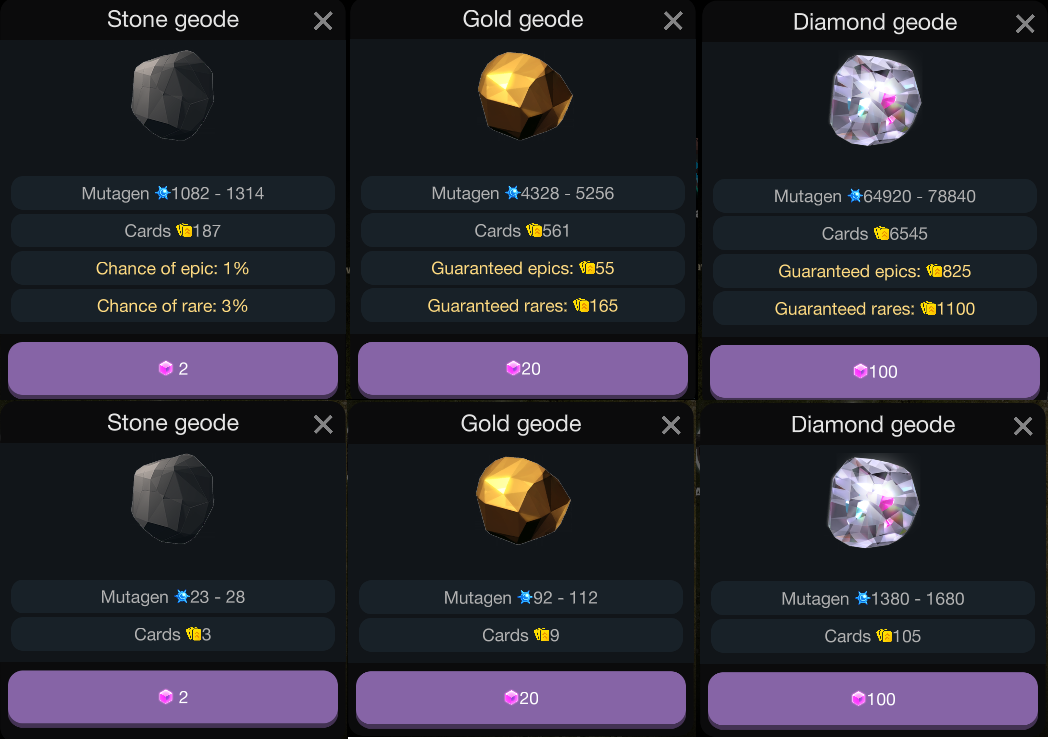 Stone geode
Mutagen 1082 - 1314
Cards 187
Chance of epic: 1%
Chance of rare: 3%
2
Gold geode
Mutagen 4328 - 5256
Cards 561
Guaranteed epics: 55
Guaranteed rares: 165
20
Diamond geode
Mutagen 64920 - 78840
Cards 6545
Guaranteed epics: 825
Guaranteed rares: 1100
100
Stone geode
Mutagen 23 - 28
Cards 3
2
Gold geode
Mutagen 92 - 112
Cards 9
20
Diamond geode
Mutagen 1380 - 1680
Cards 105
100